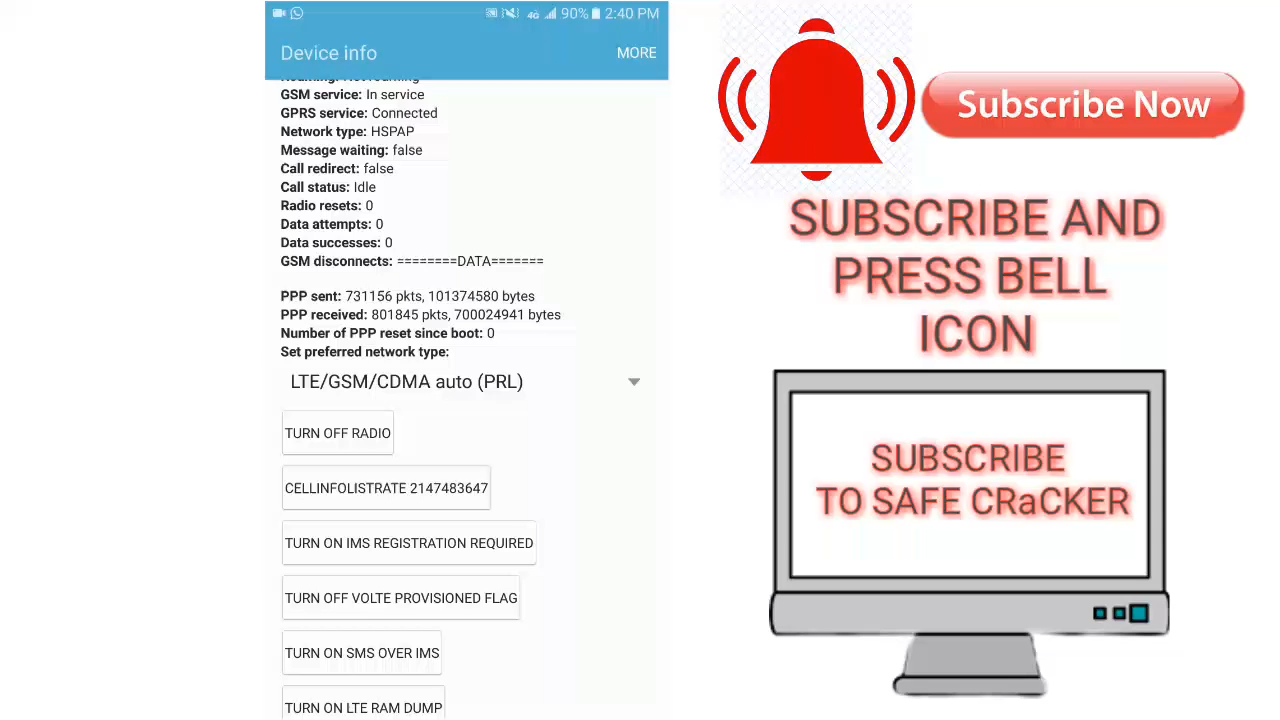 4G 90% 2:40 PM
Device info
MORE
GSM service: In service
GPRS service: Connected
Network type: HSPAP
Message waiting: false
Call redirect: false
Call status: Idle
Radio resets: 0
Data attempts: 0
Data successes: 0
GSM disconnects: ========DATA=======
PPP sent: 731156 pkts, 101374580 bytes
PPP received: 801845 pkts, 700024941 bytes
Number of PPP reset since boot: 0
Set preferred network type:
LTE/GSM/CDMA auto (PRL)
TURN OFF RADIO
CELLINFOLISTRATE 2147483647
TURN ON IMS REGISTRATION REQUIRED
TURN OFF VOLTE PROVISIONED FLAG
TURN ON SMS OVER IMS
TURN ON LTE RAM DUMP
Subscribe Now
SUBSCRIBE AND
PRESS BELL
ICON
SUBSCRIBE
TO SAFE CRaCKER